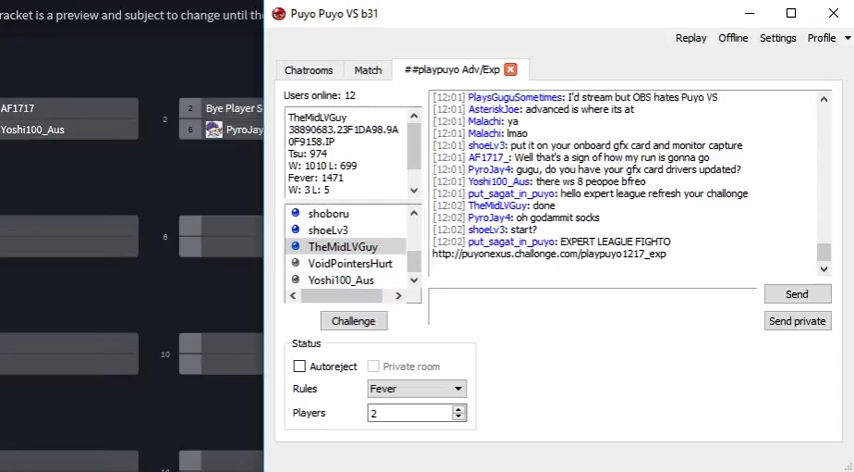 racket is a preview and subject to change until the
AF1717
Yoshi100_Aus
2
2 Bye Player S
6 PyroJay
6
10
Puyo Puyo VS b31
Replay Offline Settings Profile
Chatrooms Match ##playpuyo Adv/Exp
Users online: 12
TheMidLVGuy
38890683.23F1DA98.9A
0F9158.IP
Tsu: 974
W: 1010 L: 699
Fever: 1471
W: 3 L: 5
shoboru
shoeLv3
TheMidLVGuy
VoidPointersHurt
Yoshi100_Aus
Challenge
[12:01] PlaysGuguSometimes: I'd stream but OBS hates Puyo VS
[12:01] AsteriskJoe: advanced is where its at
[12:01] Malachi: ya
[12:01] Malachi: lmao
[12:01] shoeLv3: put it on your onboard gfx card and monitor capture
[12:01] AF1717_: Well that's a sign of how my run is gonna go
[12:01] PyroJay4: gugu, do you have your gfx card drivers updated?
[12:01] Yoshi100_Aus: there ws 8 peopoe bfreo
[12:01] put_sagat_in_puyo: hello expert league refresh your challonge
[12:02] TheMidLVGuy: done
[12:02] PyroJay4: oh godammit socks
[12:02] shoeLv3: start?
[12:02] put_sagat_in_puyo: EXPERT LEAGUE FIGHTO
http://puyonexus.challonge.com/playpuyo1217_exp
Send
Send private
Status
Autoreject Private room
Rules Fever
Players 2